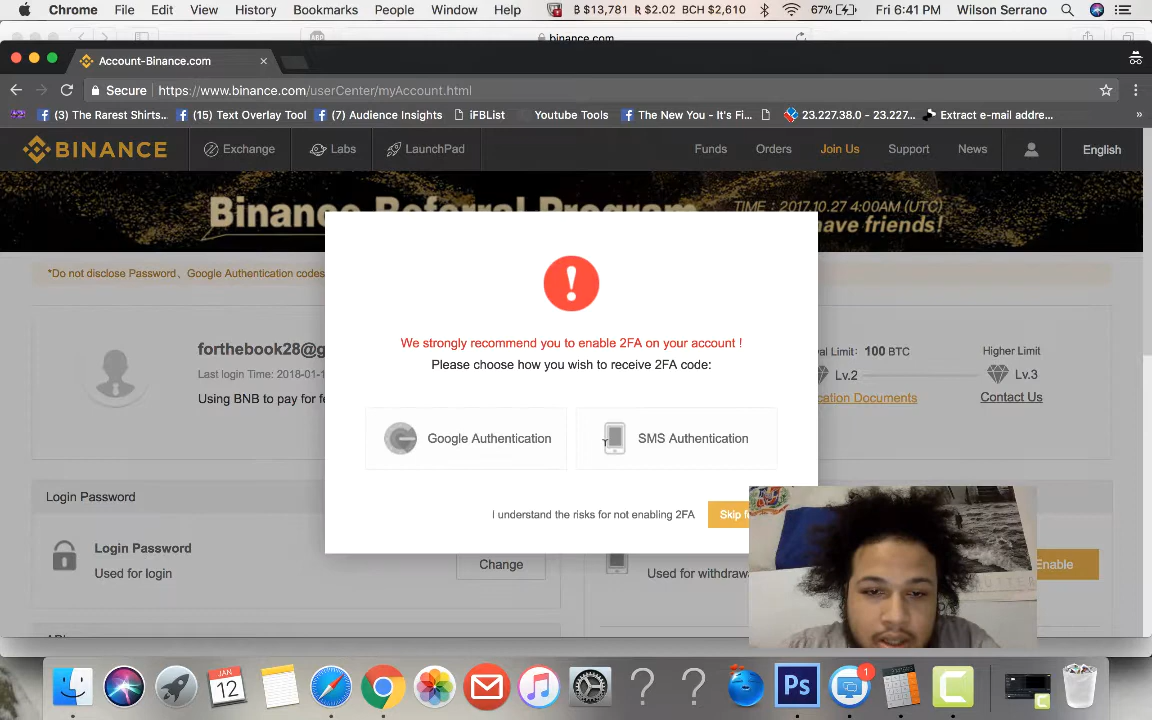 Chrome File Edit View History Bookmarks People Window Help ₿ $13,781 R $2.02 BCH $2,610 67% Fri 6:41 PM Wilson Serrano
binance.com
Account-Binance.com
Secure https://www.binance.com/userCenter/myAccount.html
(3) The Rarest Shirts... (15) Text Overlay Tool (7) Audience Insights iFBList Youtube Tools The New You - It's Fi... 23.227.38.0 - 23.227... Extract e-mail addre... »
BINANCE Exchange Labs LaunchPad Funds Orders Join Us Support News English
Binance Referral Program TIME : 2017.10.27 4:00AM (UTC)
have friends!
*Do not disclose Password、Google Authentication codes
forthebook28@g
Last login Time: 2018-01-1
Using BNB to pay for fe
We strongly recommend you to enable 2FA on your account !
Please choose how you wish to receive 2FA code:
Google Authentication SMS Authentication
I understand the risks for not enabling 2FA Skip
al Limit: 100 BTC Higher Limit
Lv.2 Lv.3
cation Documents Contact Us
Login Password
Login Password
Used for login
Change
Used for withdrawa
Enable
API
JAN
12
1
Ps